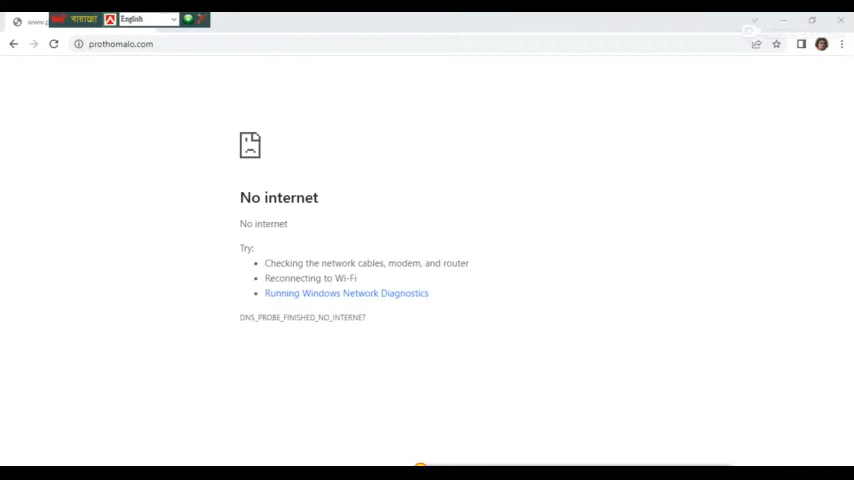 www.p
বায়ান্নো
English
prothomalo.com
No internet
No internet
Try:
Checking the network cables, modem, and router
Reconnecting to Wi-Fi
Running Windows Network Diagnostics
DNS_PROBE_FINISHED_NO_INTERNET